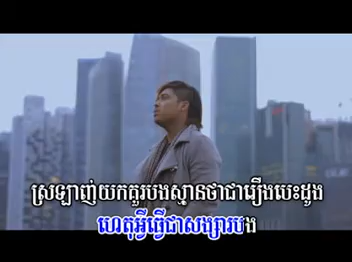 ស្រឡាញ់យកគួរបងស្មានថាជារឿងបេះដូង
ហេតុអ្វីធ្វើជាសង្សារបង